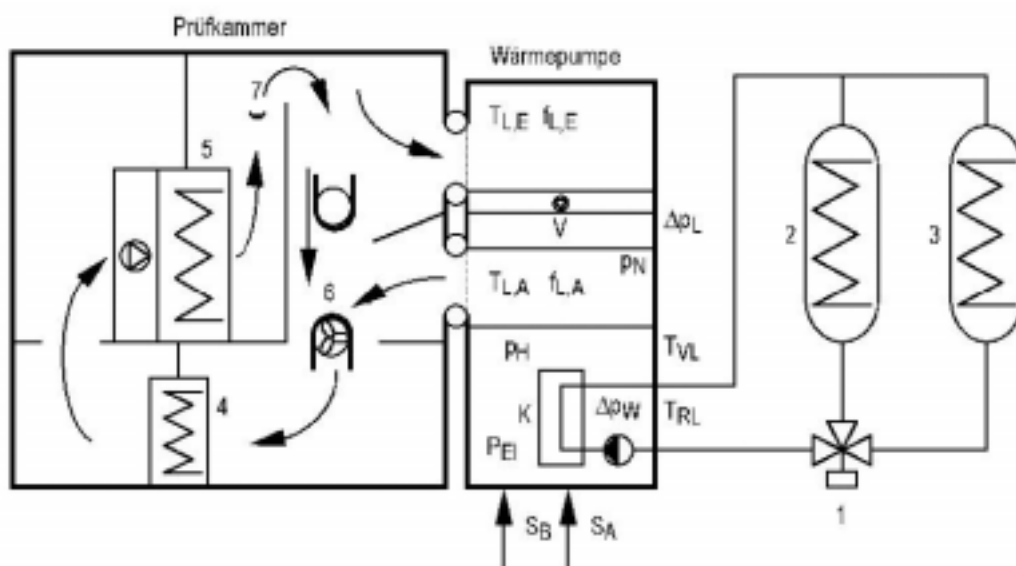 Prüfkammer
Wärmepumpe
7
T_L,E f_L,E
5
V
Δp_L
2
3
p_N
6
T_L,A f_L,A
p_H
T_VL
4
K
Δp_W
T_RL
P_El
1
S_B
S_A